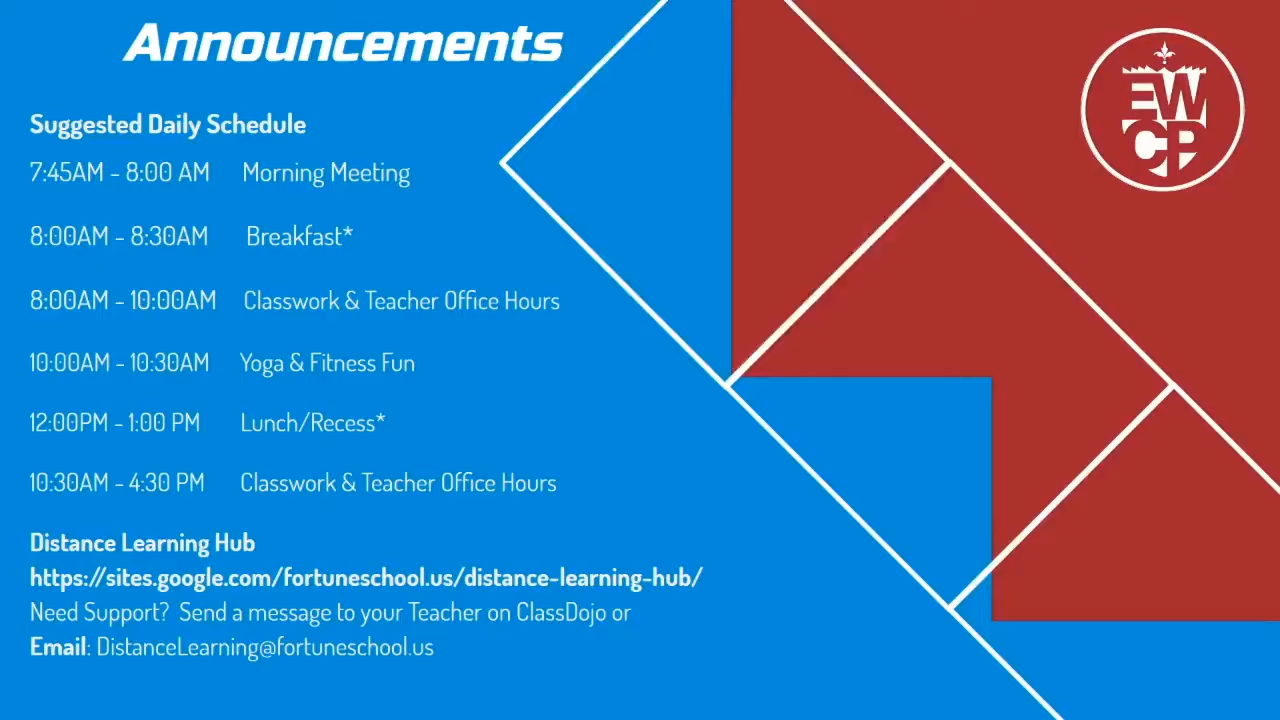 Announcements
EW
CP
Suggested Daily Schedule
7:45AM - 8:00 AM Morning Meeting
8:00AM - 8:30AM Breakfast*
8:00AM - 10:00AM Classwork & Teacher Office Hours
10:00AM - 10:30AM Yoga & Fitness Fun
12:00PM - 1:00 PM Lunch/Recess*
10:30AM - 4:30 PM Classwork & Teacher Office Hours
Distance Learning Hub
https://sites.google.com/fortuneschool.us/distance-learning-hub/
Need Support? Send a message to your Teacher on ClassDojo or
Email: DistanceLearning@fortuneschool.us